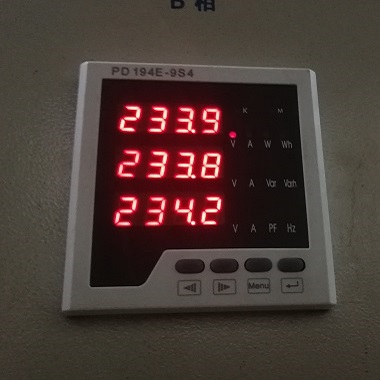 B相
PD194E-9S4
K M
233.9
V A W Wh
233.8
V A Var Varh
234.2
V A PF Hz
Menu